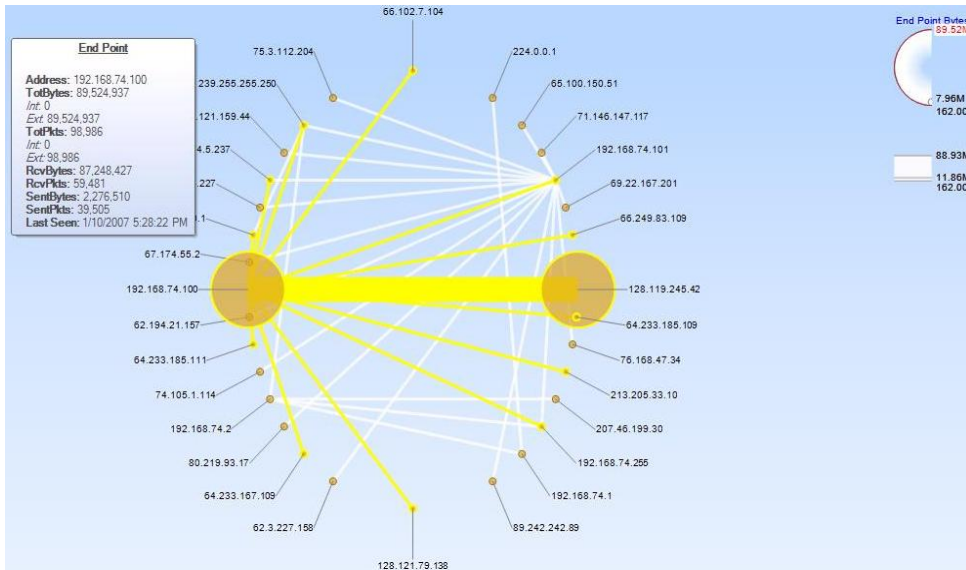 66.102.7.104
End Point Bytes
End Point
Address: 192.168.74.100
TotBytes: 89,524,937
Int: 0
Ext: 89,524,937
TotPkts: 98,986
Int: 0
Ext: 98,986
RcvBytes: 87,248,427
RcvPkts: 59,481
SentBytes: 2,276,510
SentPkts: 39,505
Last Seen: 1/10/2007 5:28:22 PM
89.52M
7.96M
162.00
88.93M
11.86M
162.00
75.3.112.204
224.0.0.1
239.255.255.250
65.100.150.51
.121.159.44
71.146.147.117
4.5.237
192.168.74.101
.227
69.22.167.201
.1
66.249.83.109
67.174.55.2
192.168.74.100
128.119.245.42
62.194.21.157
64.233.185.109
64.233.185.111
76.168.47.34
74.105.1.114
213.205.33.10
192.168.74.2
207.46.199.30
80.219.93.17
192.168.74.255
64.233.167.109
192.168.74.1
62.3.227.158
89.242.242.89
128.121.79.138